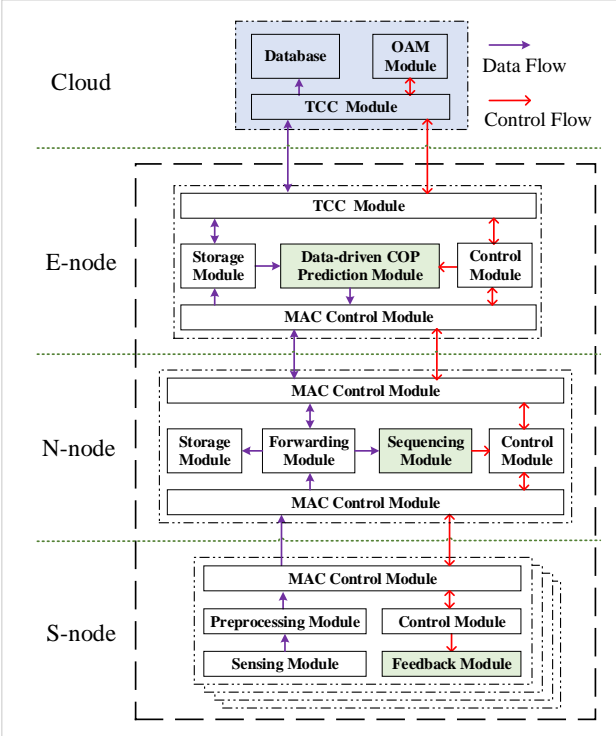 Cloud
Database
OAM
Module
TCC Module
Data Flow
Control Flow
E-node
TCC Module
Storage
Module
Data-driven COP
Prediction Module
Control
Module
MAC Control Module
N-node
MAC Control Module
Storage
Module
Forwarding
Module
Sequencing
Module
Control
Module
MAC Control Module
S-node
MAC Control Module
Preprocessing Module
Control Module
Sensing Module
Feedback Module